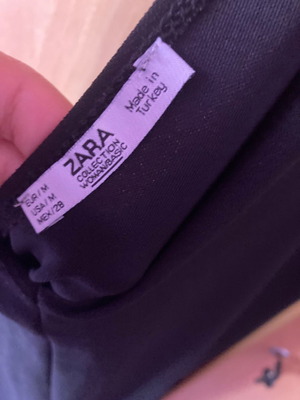 EUR/M
USA/M
MEX/28
ZARA
COLLECTION
WOMAN/BASIC
Made in
Turkey